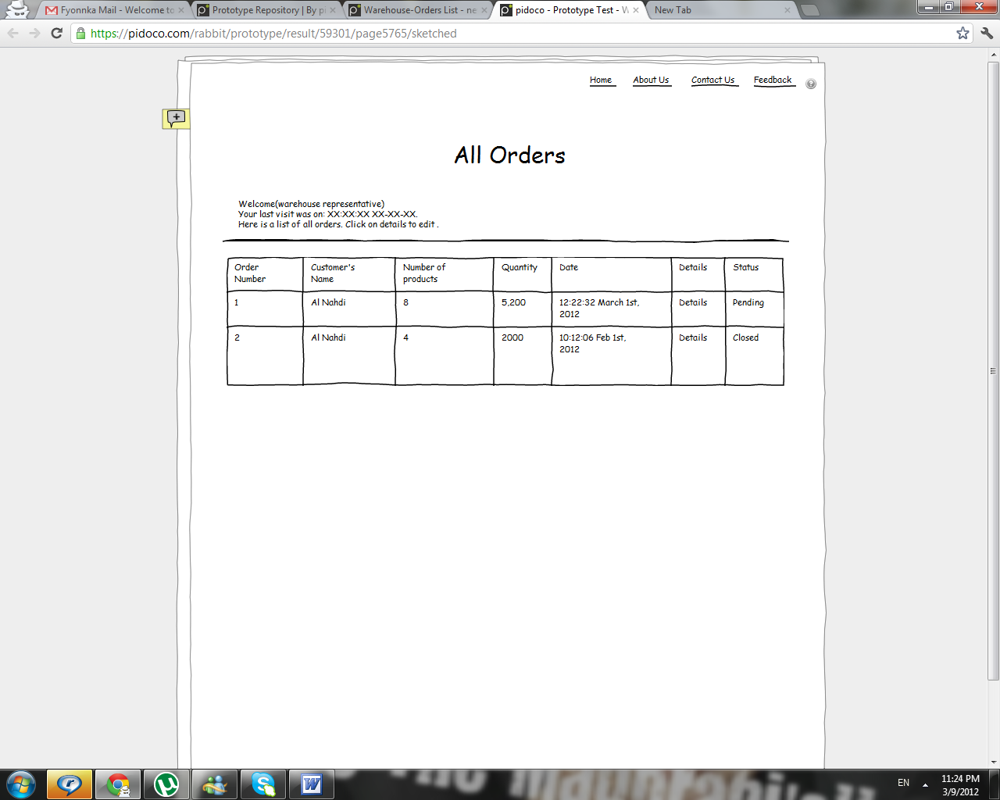 Fyonnka Mail - Welcome to
Prototype Repository | By pi
Warehouse-Orders List - ne
pidoco - Prototype Test - W
New Tab
https://pidoco.com/rabbit/prototype/result/59301/page5765/sketched
Home About Us Contact Us Feedback ?
All Orders
Welcome(warehouse representative)
Your last visit was on: XX:XX:XX XX-XX-XX.
Here is a list of all orders. Click on details to edit .
Order Number Customer's Name Number of products Quantity Date Details Status
1 Al Nahdi 8 5,200 12:22:32 March 1st, 2012 Details Pending
2 Al Nahdi 4 2000 10:12:06 Feb 1st, 2012 Details Closed
EN
11:24 PM
3/9/2012